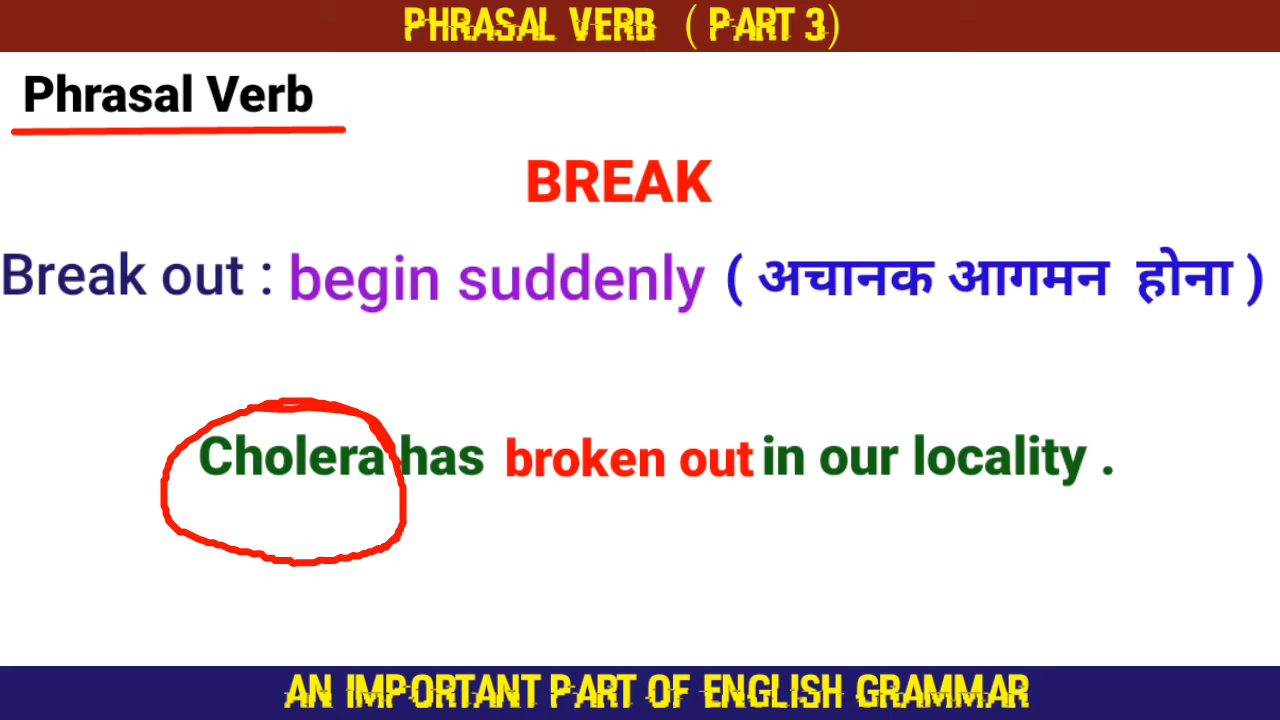 PHRASAL VERB ( PART 3)
Phrasal Verb
BREAK
Break out : begin suddenly ( अचानक आगमन होना )
Cholera has broken out in our locality .
AN IMPORTANT PART OF ENGLISH GRAMMAR